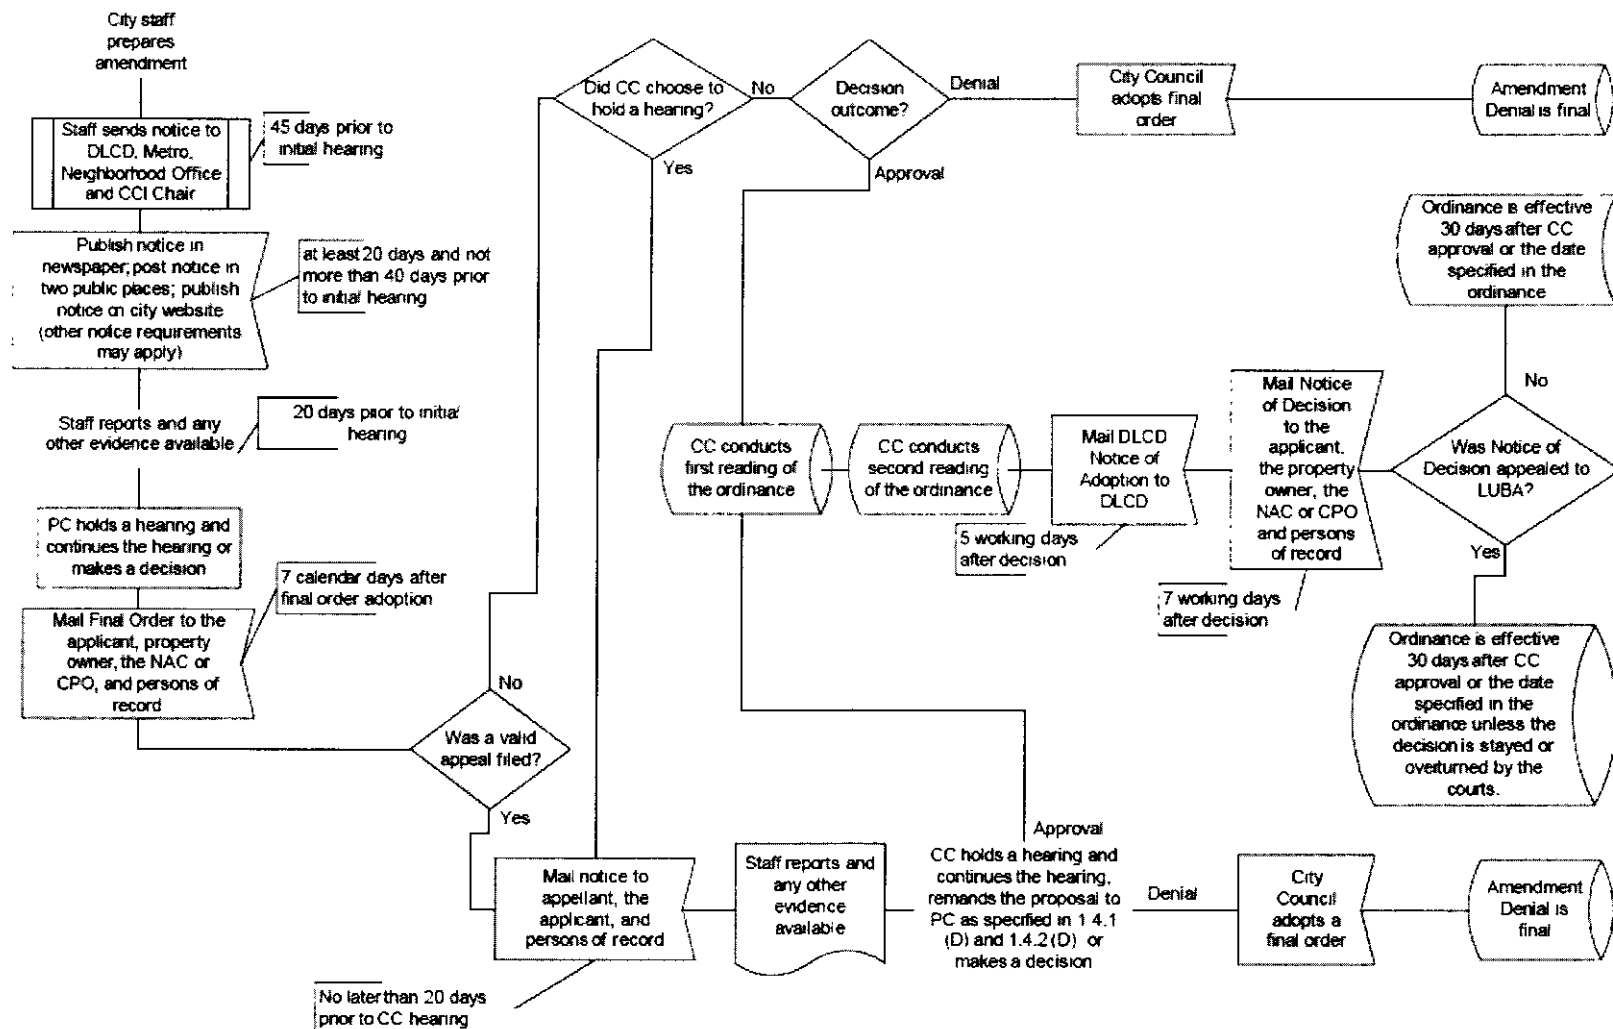 City staff
prepares
amendment
Staff sends notice to
DLCD, Metro,
Neighborhood Office
and CCI Chair
45 days prior to
initial hearing
Publish notice in
newspaper; post notice in
two public places; publish
notice on city website
(other notice requirements
may apply)
at least 20 days and not
more than 40 days prior
to initial hearing
Staff reports and any
other evidence available
20 days prior to initial
hearing
PC holds a hearing and
continues the hearing or
makes a decision
7 calendar days after
final order adoption
Mail Final Order to the
applicant, property
owner, the NAC or
CPO, and persons of
record
Was a valid
appeal filed?
No
Yes
Did CC choose to
hold a hearing?
No
Yes
Decision
outcome?
Denial
Approval
City Council
adopts final
order
Amendment
Denial is final
CC conducts
first reading of
the ordinance
CC conducts
second reading
of the ordinance
Mail DLCD
Notice of
Adoption to
DLCD
5 working days
after decision
Mail Notice
of Decision
to the
applicant,
the property
owner, the
NAC or CPO
and persons
of record
7 working days
after decision
Was Notice of
Decision appealed to
LUBA?
No
Yes
Ordinance is effective
30 days after CC
approval or the date
specified in the
ordinance
Ordinance is effective
30 days after CC
approval or the date
specified in the
ordinance unless the
decision is stayed or
overturned by the
courts.
Mail notice to
appellant, the
applicant, and
persons of record
No later than 20 days
prior to CC hearing
Staff reports and
any other
evidence
available
Approval
CC holds a hearing and
continues the hearing,
remands the proposal to
PC as specified in 1 4.1
(D) and 1.4.2 (D) or
makes a decision
Denial
City
Council
adopts a
final order
Amendment
Denial is
final